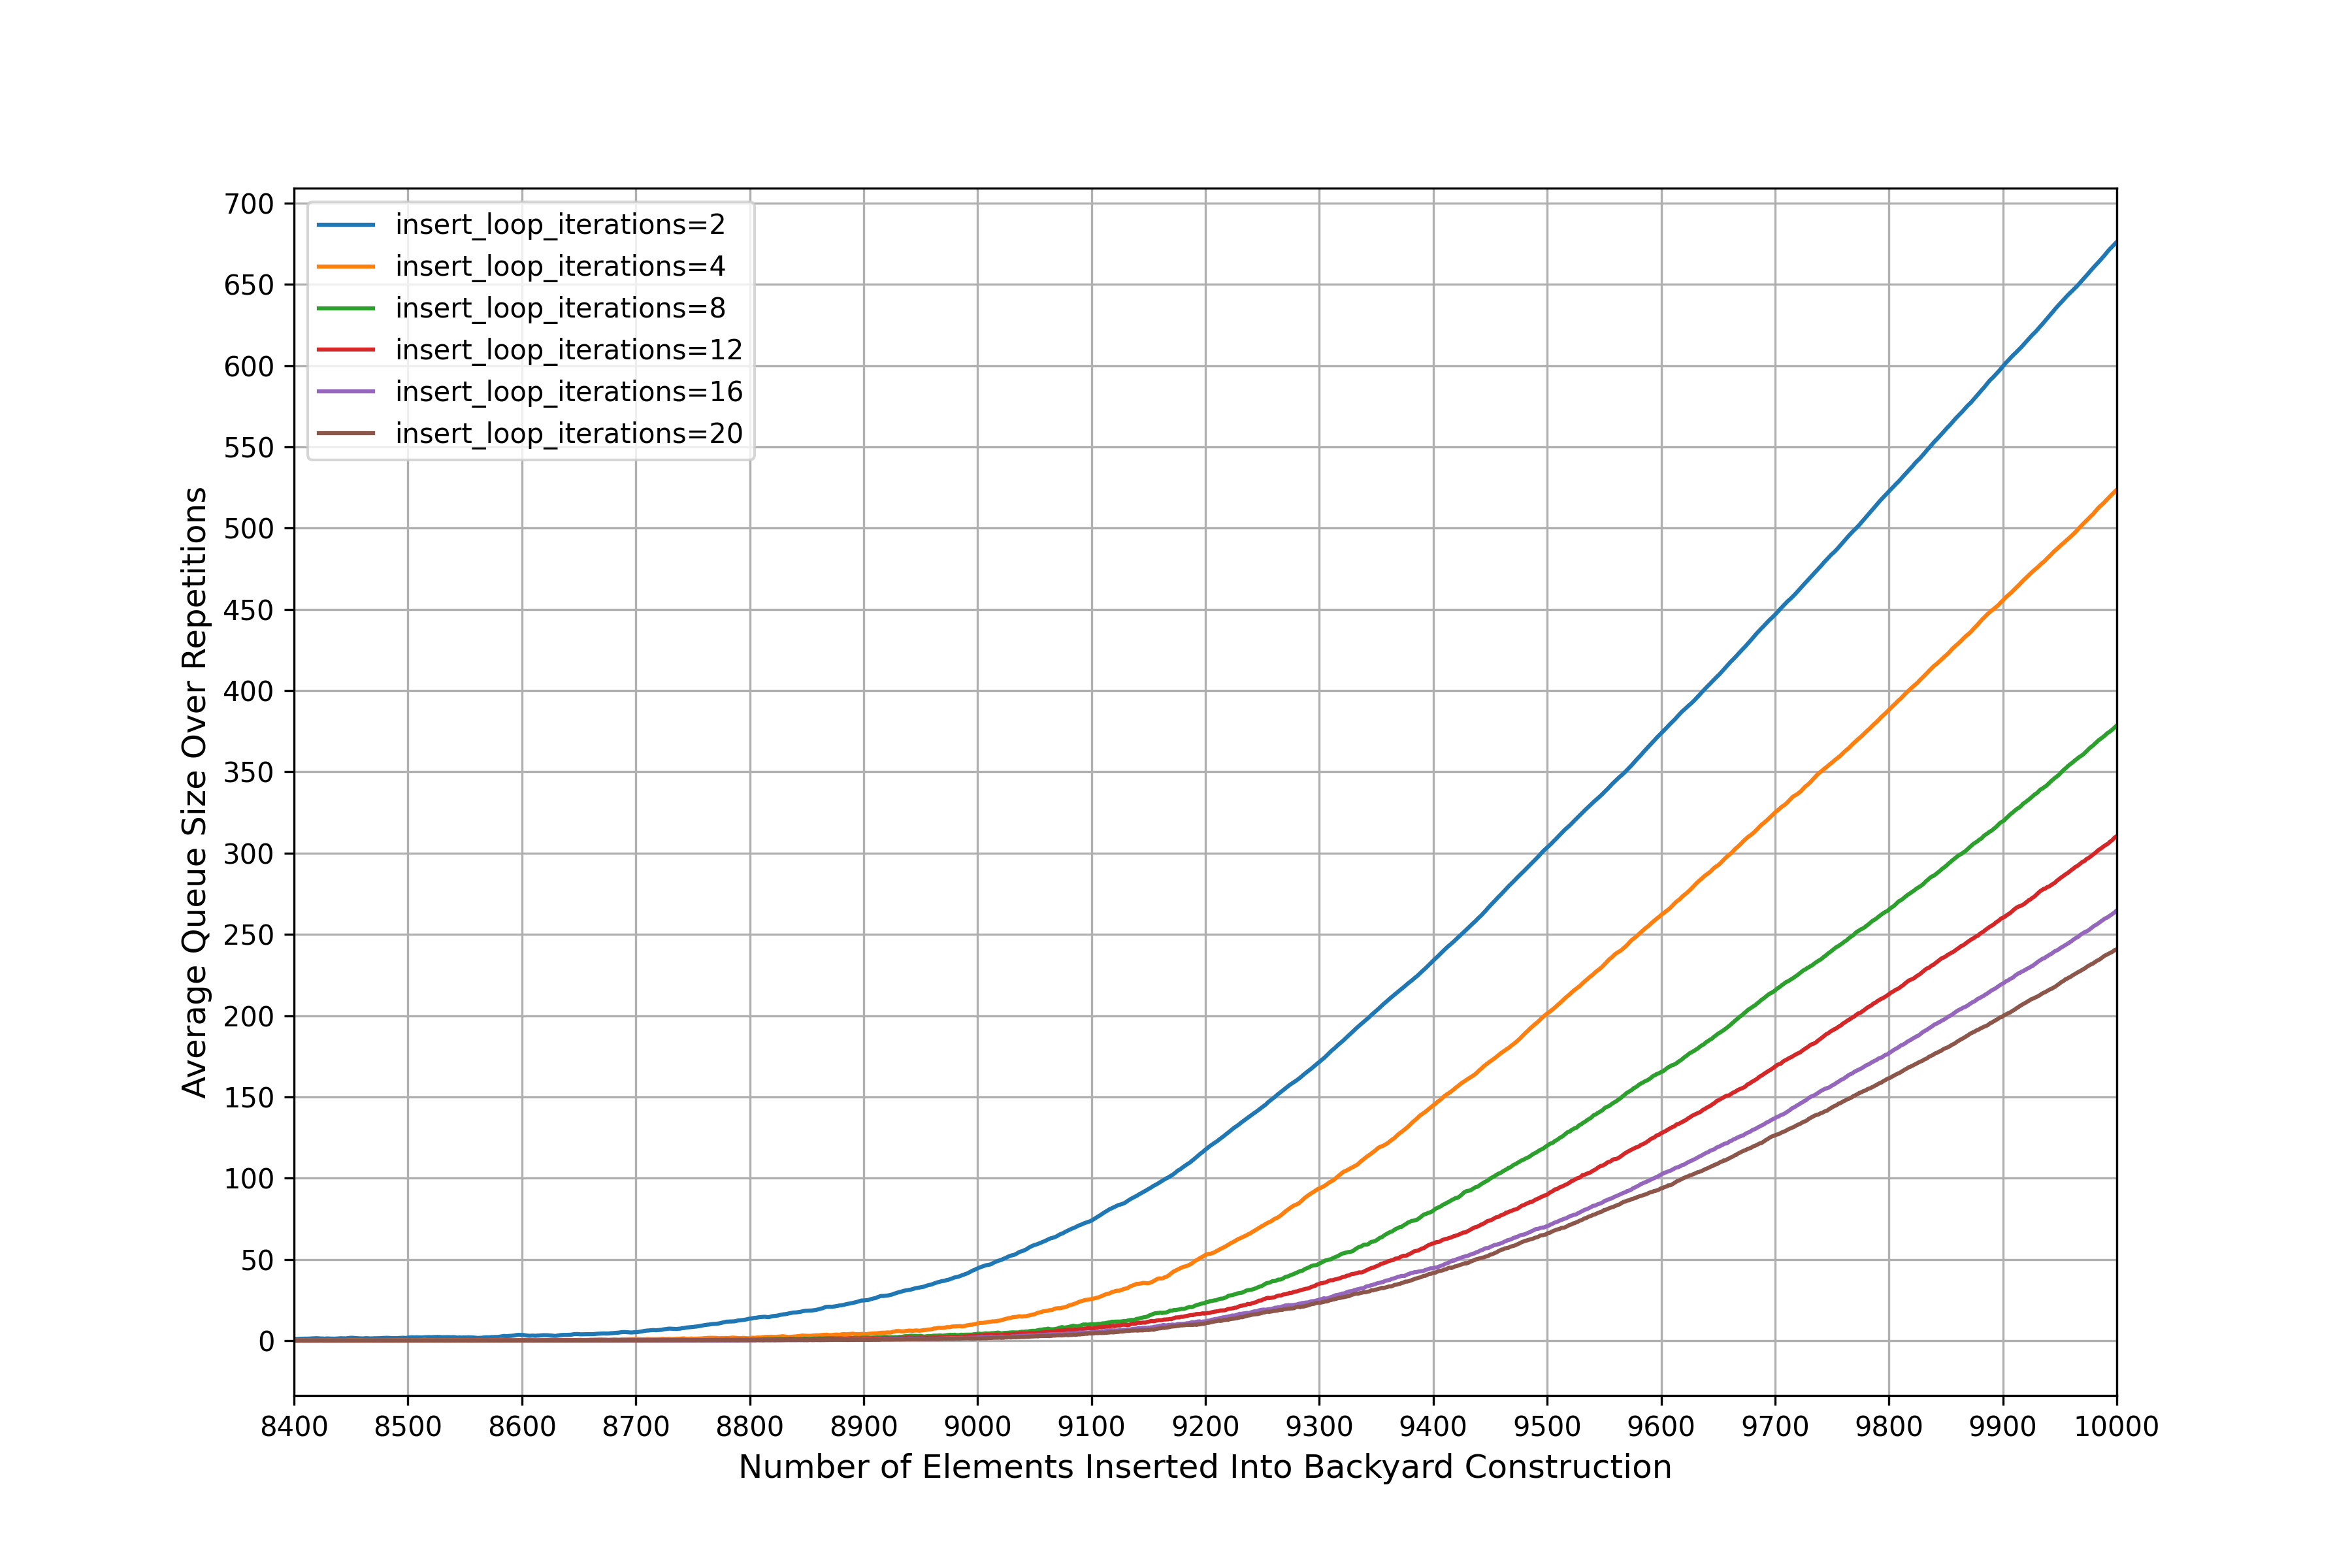 700
650
600
550
500
450
400
350
300
250
200
150
100
50
0
Average Queue Size Over Repetitions
insert_loop_iterations=2
insert_loop_iterations=4
insert_loop_iterations=8
insert_loop_iterations=12
insert_loop_iterations=16
insert_loop_iterations=20
8400 8500 8600 8700 8800 8900 9000 9100 9200 9300 9400 9500 9600 9700 9800 9900 10000
Number of Elements Inserted Into Backyard Construction